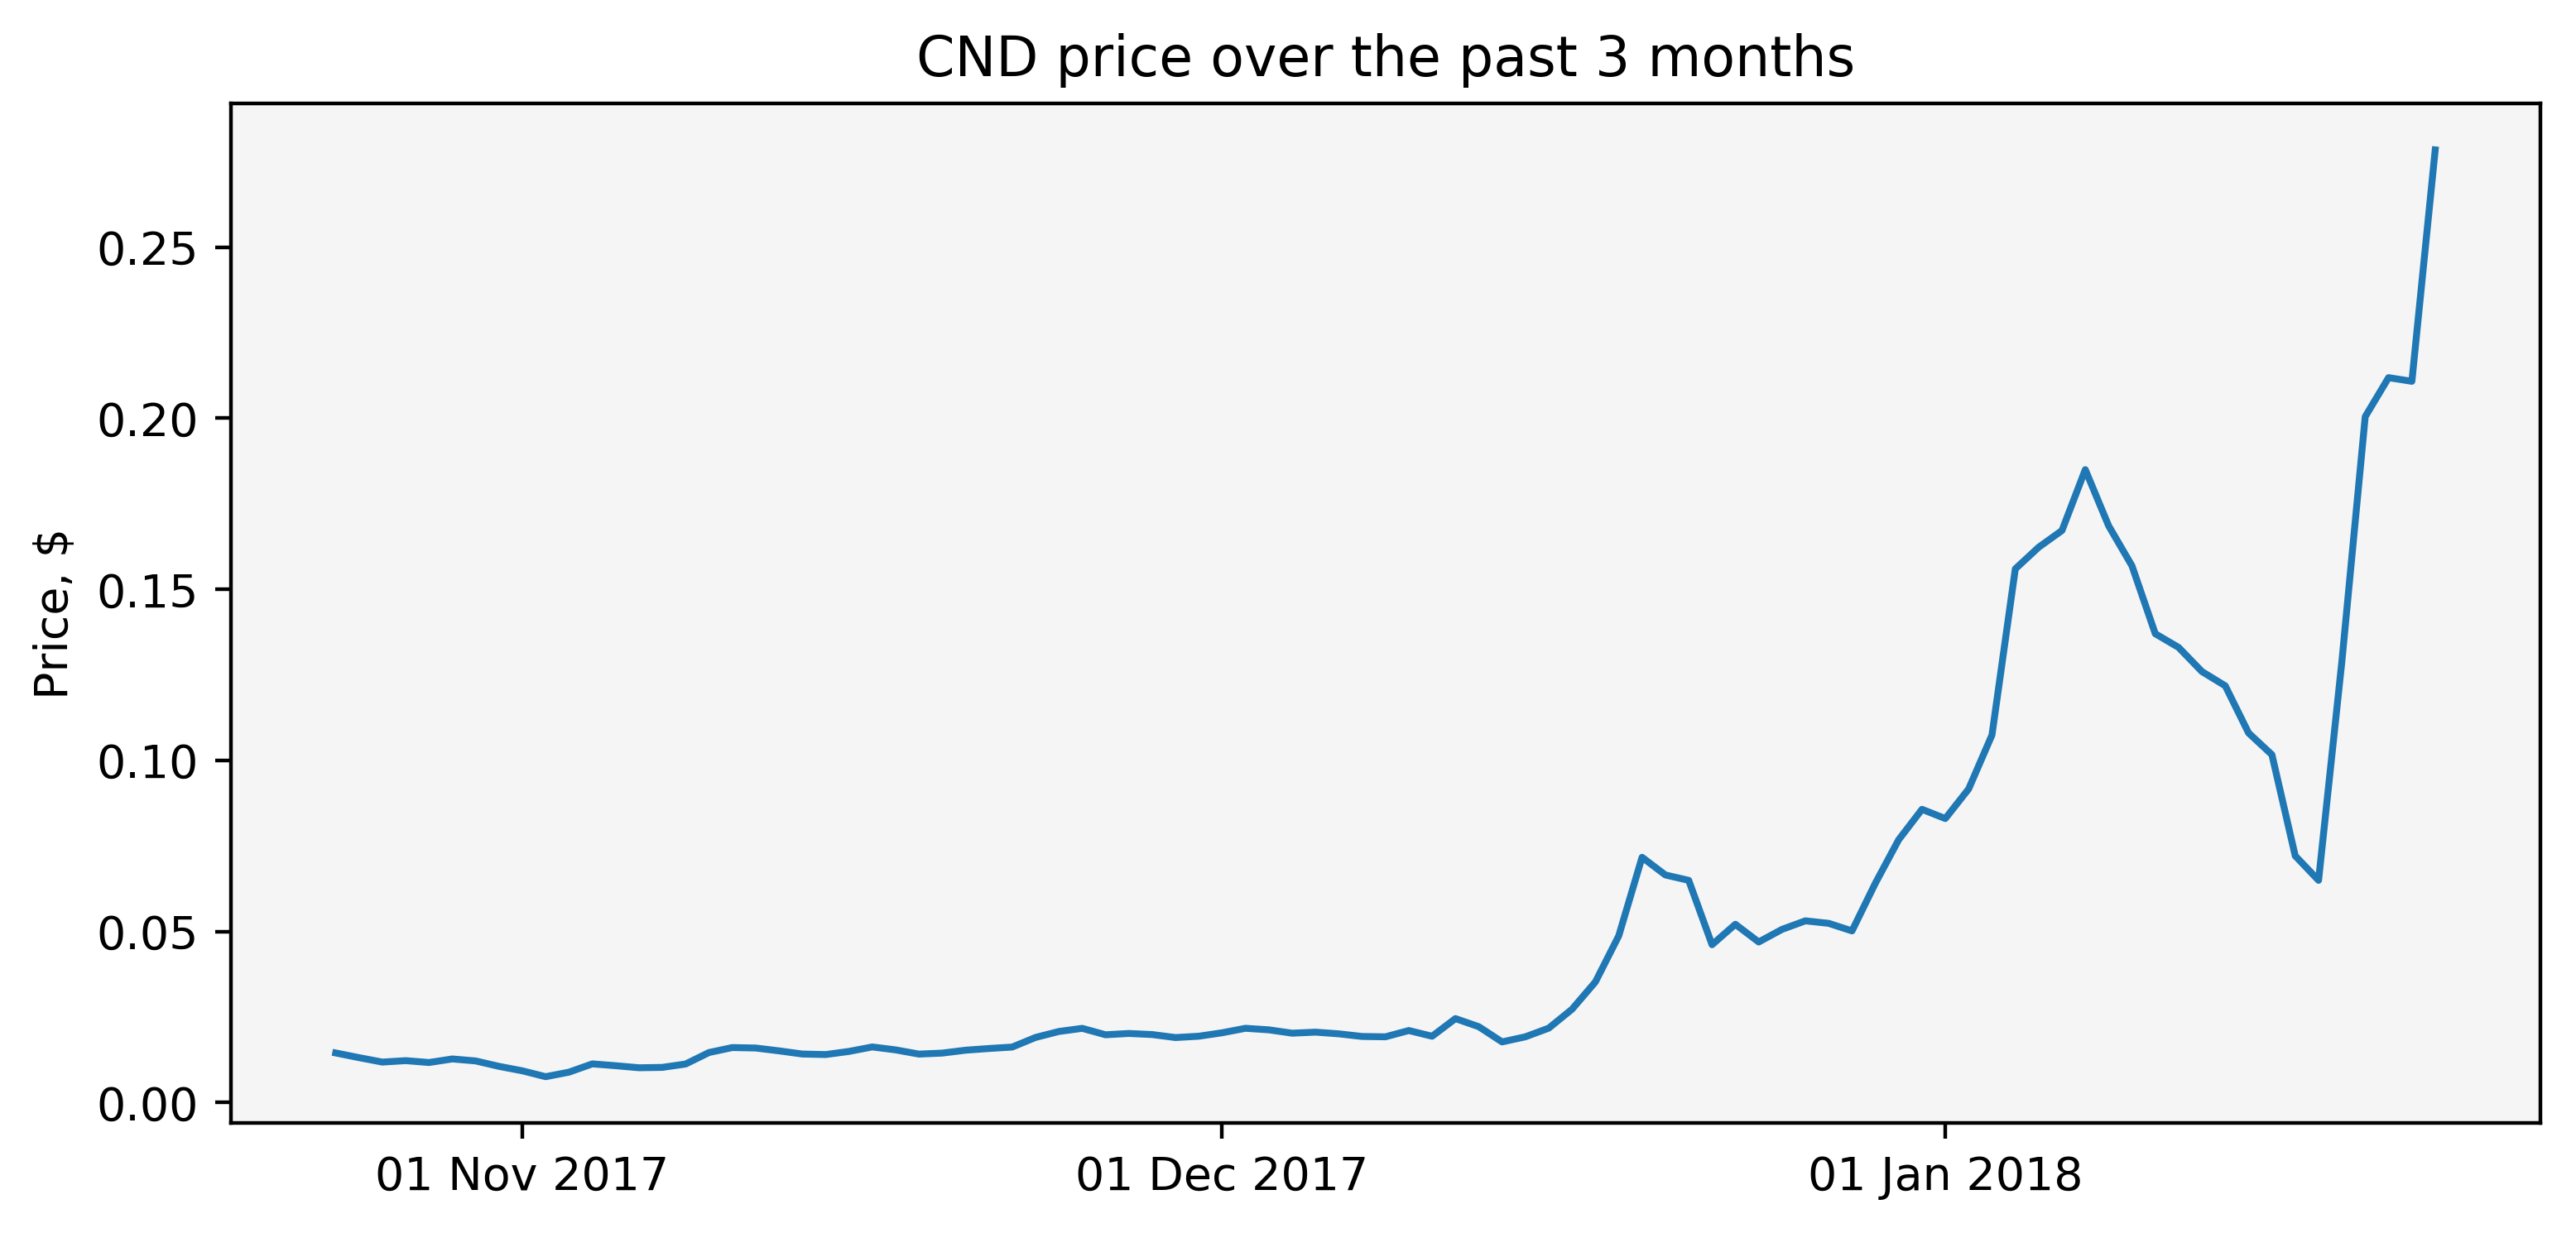 CND price over the past 3 months
Price, $
0.25
0.20
0.15
0.10
0.05
0.00
01 Nov 2017
01 Dec 2017
01 Jan 2018